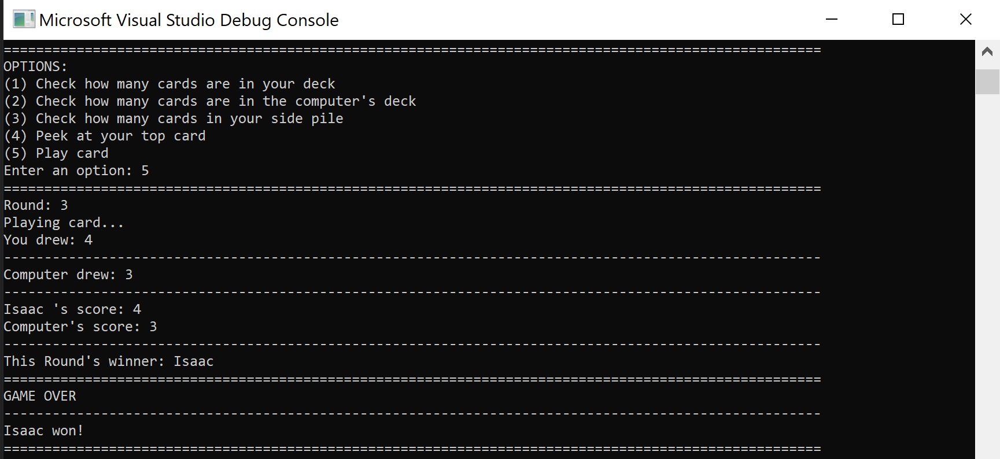 Microsoft Visual Studio Debug Console
=====================================================================================================
OPTIONS:
(1) Check how many cards are in your deck
(2) Check how many cards are in the computer's deck
(3) Check how many cards in your side pile
(4) Peek at your top card
(5) Play card
Enter an option: 5
=====================================================================================================
Round: 3
Playing card...
You drew: 4
-----------------------------------------------------------------------------------------------------
Computer drew: 3
-----------------------------------------------------------------------------------------------------
Isaac 's score: 4
Computer's score: 3
-----------------------------------------------------------------------------------------------------
This Round's winner: Isaac
=====================================================================================================
GAME OVER
-----------------------------------------------------------------------------------------------------
Isaac won!
=====================================================================================================